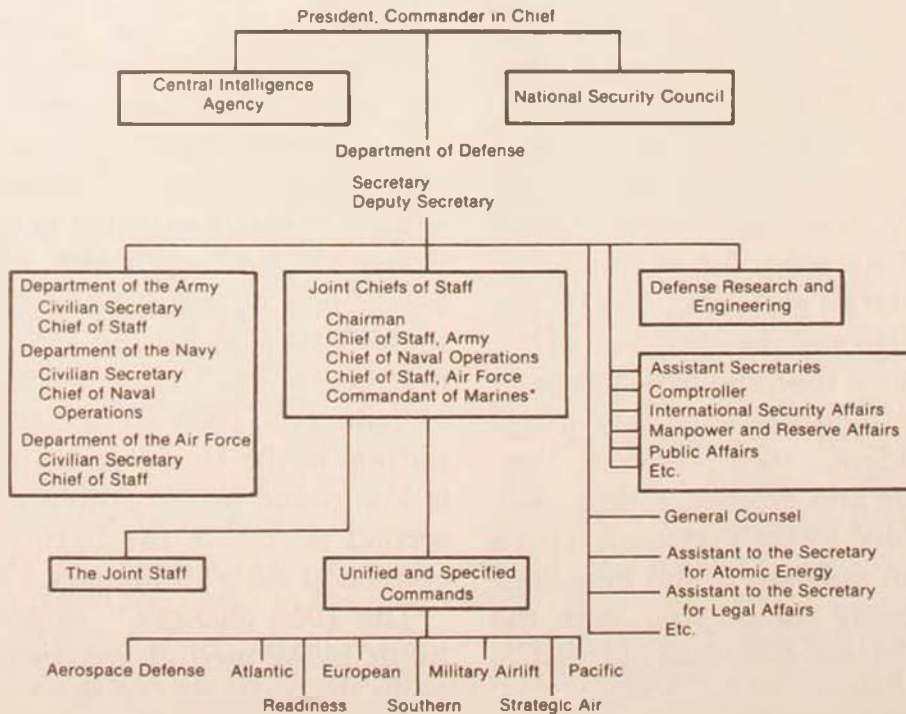 President, Commander in Chief
Central Intelligence
Agency
National Security Council
Department of Defense
Secretary
Deputy Secretary
Department of the Army
Civilian Secretary
Chief of Staff
Department of the Navy
Civilian Secretary
Chief of Naval
Operations
Department of the Air Force
Civilian Secretary
Chief of Staff
Joint Chiefs of Staff
Chairman
Chief of Staff, Army
Chief of Naval Operations
Chief of Staff, Air Force
Commandant of Marines*
Defense Research and
Engineering
Assistant Secretaries
Comptroller
International Security Affairs
Manpower and Reserve Affairs
Public Affairs
Etc.
General Counsel
Assistant to the Secretary
for Atomic Energy
Assistant to the Secretary
for Legal Affairs
Etc.
The Joint Staff
Unified and Specified
Commands
Aerospace Defense
Atlantic
European
Military Airlift
Pacific
Readiness
Southern
Strategic Air